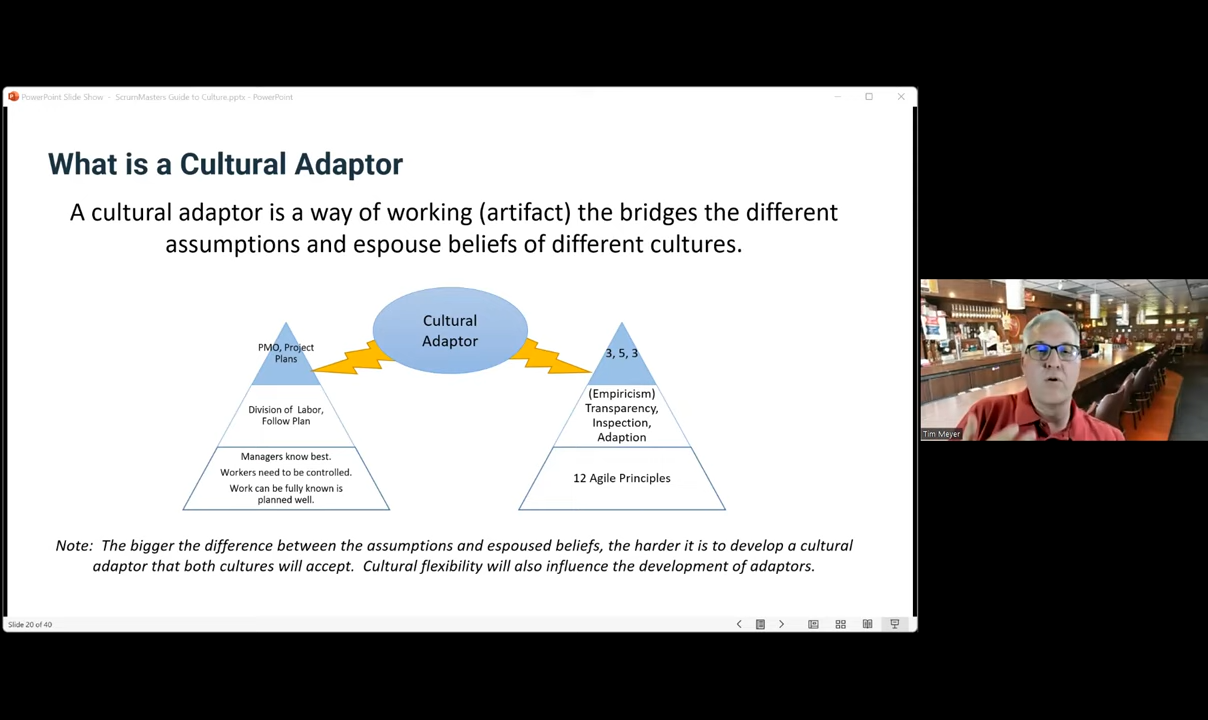 PowerPoint Slide Show - ScrumMasters Guide to Culture.pptx - PowerPoint
What is a Cultural Adaptor
A cultural adaptor is a way of working (artifact) the bridges the different
assumptions and espouse beliefs of different cultures.
Cultural
Adaptor
PMO, Project
Plans
Division of Labor,
Follow Plan
Managers know best.
Workers need to be controlled.
Work can be fully known is
planned well.
3, 5, 3
(Empiricism)
Transparency,
Inspection,
Adaption
12 Agile Principles
Note: The bigger the difference between the assumptions and espoused beliefs, the harder it is to develop a cultural
adaptor that both cultures will accept. Cultural flexibility will also influence the development of adaptors.
Slide 20 of 40
Tim Meyer